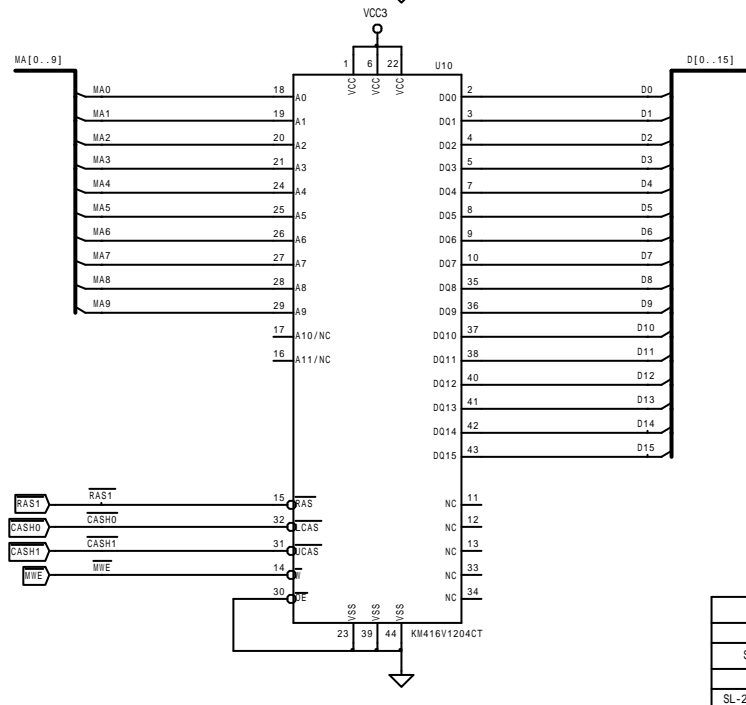 VCC3
MA[0..9]
D[0..15]
1 6 22 U10
VCC VCC VCC
MA0 18 A0 DQ0 2 D0
MA1 19 A1 DQ1 3 D1
MA2 20 A2 DQ2 4 D2
MA3 21 A3 DQ3 5 D3
MA4 24 A4 DQ4 7 D4
MA5 25 A5 DQ5 8 D5
MA6 26 A6 DQ6 9 D6
MA7 27 A7 DQ7 10 D7
MA8 28 A8 DQ8 35 D8
MA9 29 A9 DQ9 36 D9
17 A10/NC DQ10 37 D10
16 A11/NC DQ11 38 D11
DQ12 40 D12
DQ13 41 D13
DQ14 42 D14
DQ15 43 D15
RAS1 RAS1 15 RAS NC 11
CASH0 CASH0 32 LCAS NC 12
CASH1 CASH1 31 UCAS NC 13
MWE MWE 14 W NC 33
30 OE NC 34
VSS VSS VSS
23 39 44 KM416V1204CT
S
SL-2